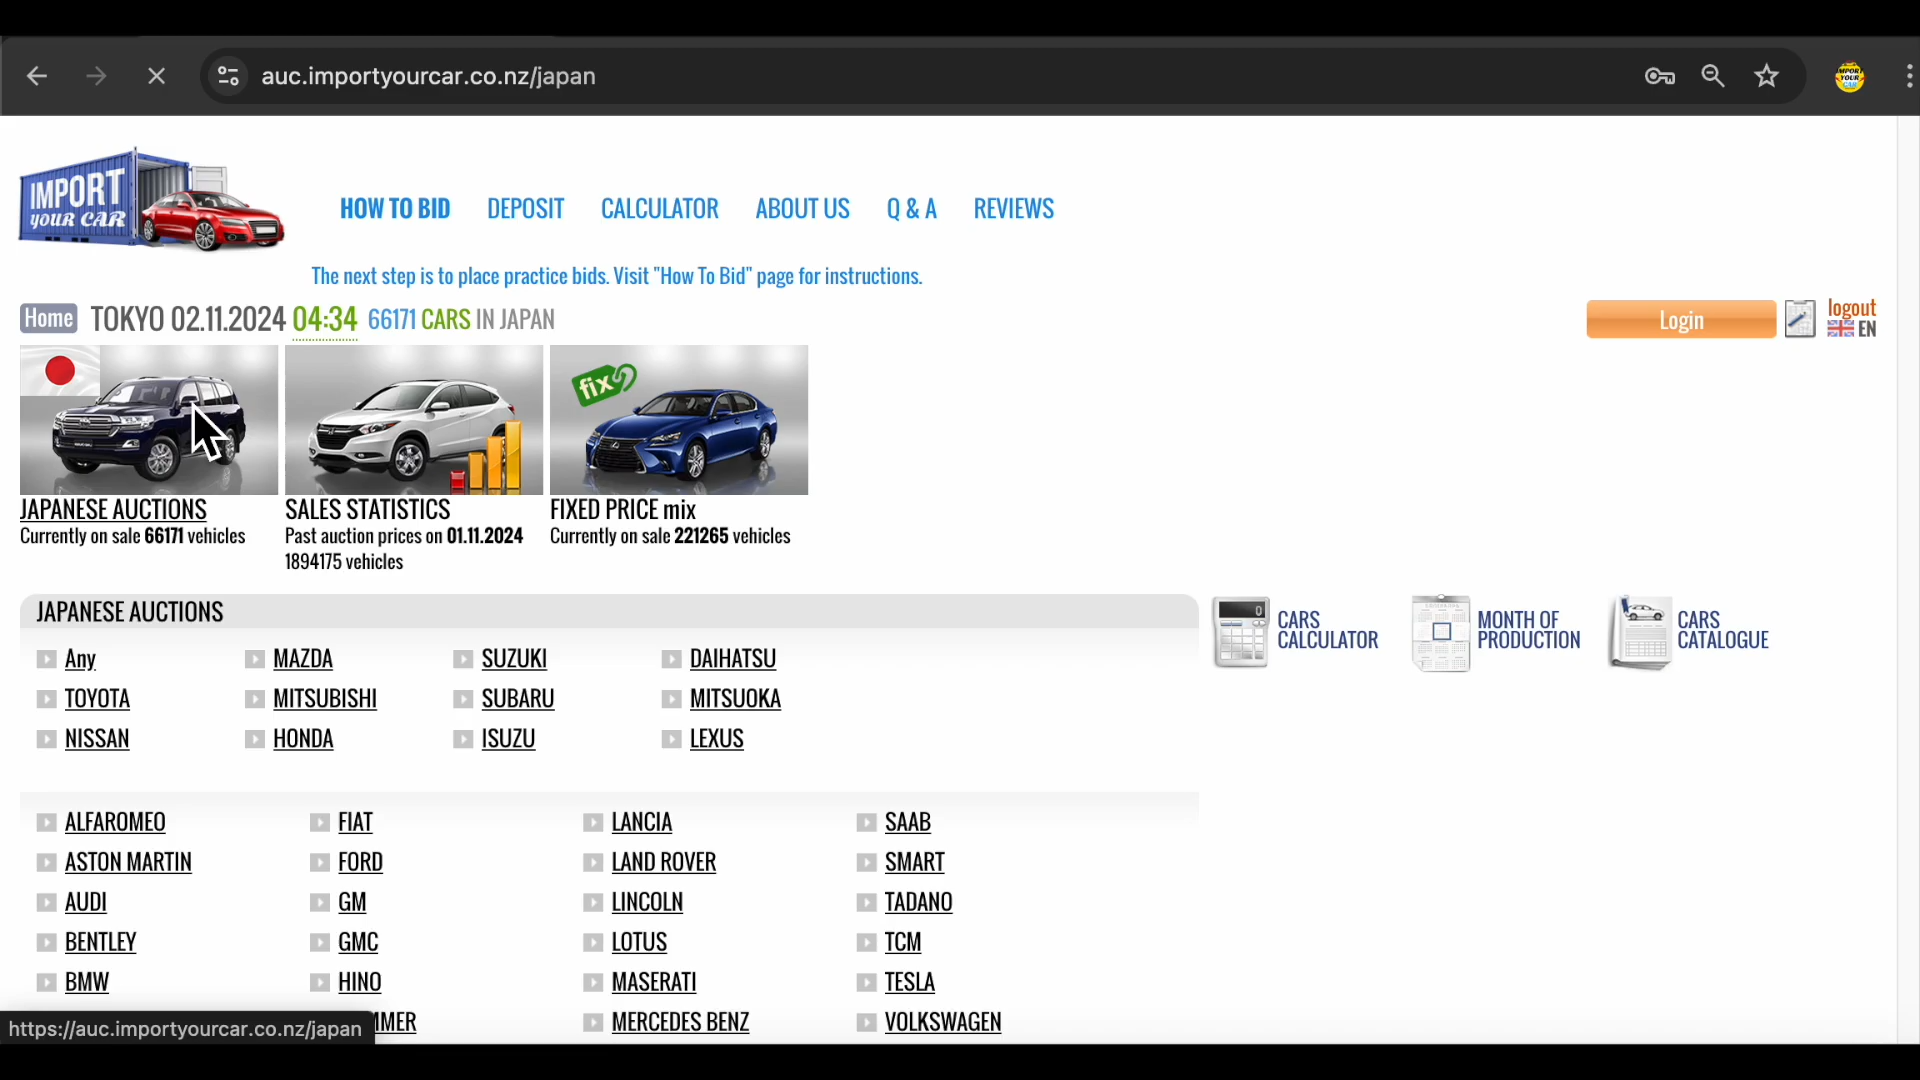 auc.importyourcar.co.nz/japan
IMPORT
YOUR CAR
IMPORT
YOUR CAR
HOW TO BID DEPOSIT CALCULATOR ABOUT US Q & A REVIEWS
The next step is to place practice bids. Visit "How To Bid" page for instructions.
Home TOKYO 02.11.2024 04:34 66171 CARS IN JAPAN
Login
logout
EN
fix
JAPANESE AUCTIONS
Currently on sale 66171 vehicles
SALES STATISTICS
Past auction prices on 01.11.2024
1894175 vehicles
FIXED PRICE mix
Currently on sale 221265 vehicles
JAPANESE AUCTIONS
0
CARS
CALCULATOR
MONTH OF
PRODUCTION
CARS
CATALOGUE
Any MAZDA SUZUKI DAIHATSU
TOYOTA MITSUBISHI SUBARU MITSUOKA
NISSAN HONDA ISUZU LEXUS
ALFAROMEO FIAT LANCIA SAAB
ASTON MARTIN FORD LAND ROVER SMART
AUDI GM LINCOLN TADANO
BENTLEY GMC LOTUS TCM
BMW HINO MASERATI TESLA
MMER MERCEDES BENZ VOLKSWAGEN
https://auc.importyourcar.co.nz/japan